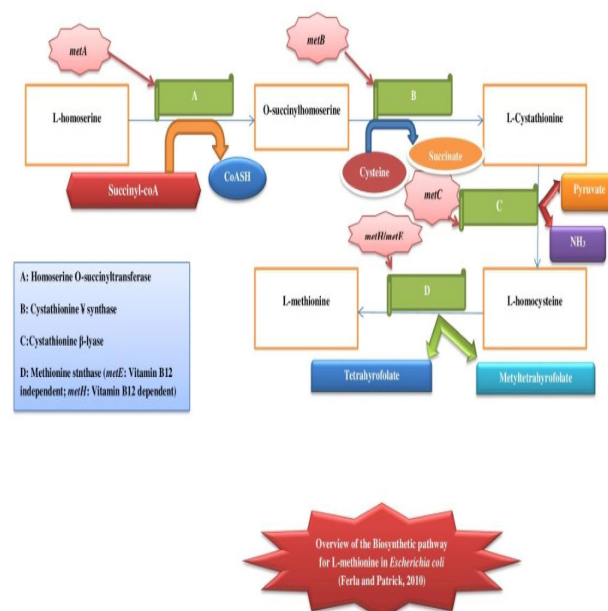 metA
metB
A
B
L-homoserine
O-succinylhomoserine
L-Cystathionine
Succinyl-coA
CoASH
Cysteine
Succinate
metC
C
Pyruvate
NH3
metH/metE
D
L-methionine
L-homocysteine
Tetrahyrofolate
Metyltetrahyrofolate
A: Homoserine O-succinyltransferase
B: Cystathionine ¥ synthase
C:Cystathionine β-lyase
D: Methionine stnthase (metE: Vitamin B12
independent; metH: Vitamin B12 dependent)
Overview of the Biosynthetic pathway
for L-methionine in Escherichia coli
(Ferla and Patrick, 2010)